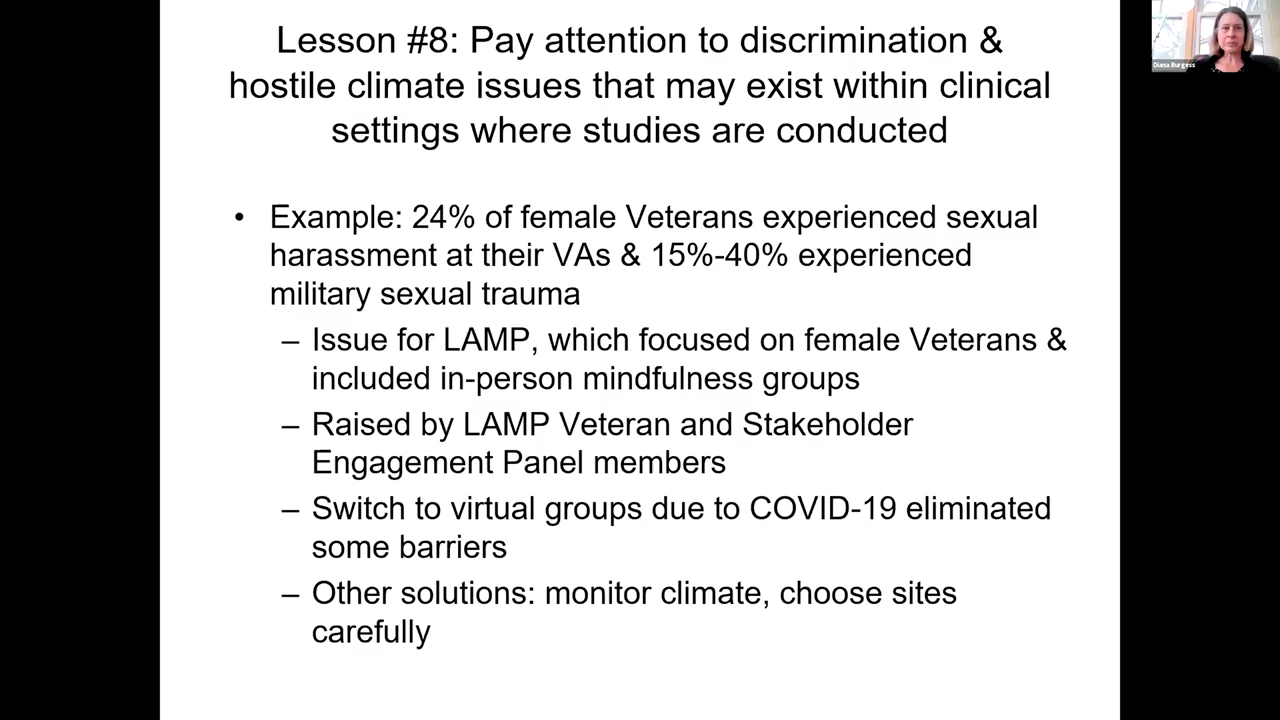 Lesson #8: Pay attention to discrimination &
hostile climate issues that may exist within clinical
settings where studies are conducted
• Example: 24% of female Veterans experienced sexual
harassment at their VAs & 15%-40% experienced
military sexual trauma
– Issue for LAMP, which focused on female Veterans &
included in-person mindfulness groups
– Raised by LAMP Veteran and Stakeholder
Engagement Panel members
– Switch to virtual groups due to COVID-19 eliminated
some barriers
– Other solutions: monitor climate, choose sites
carefully
Diana Burgess